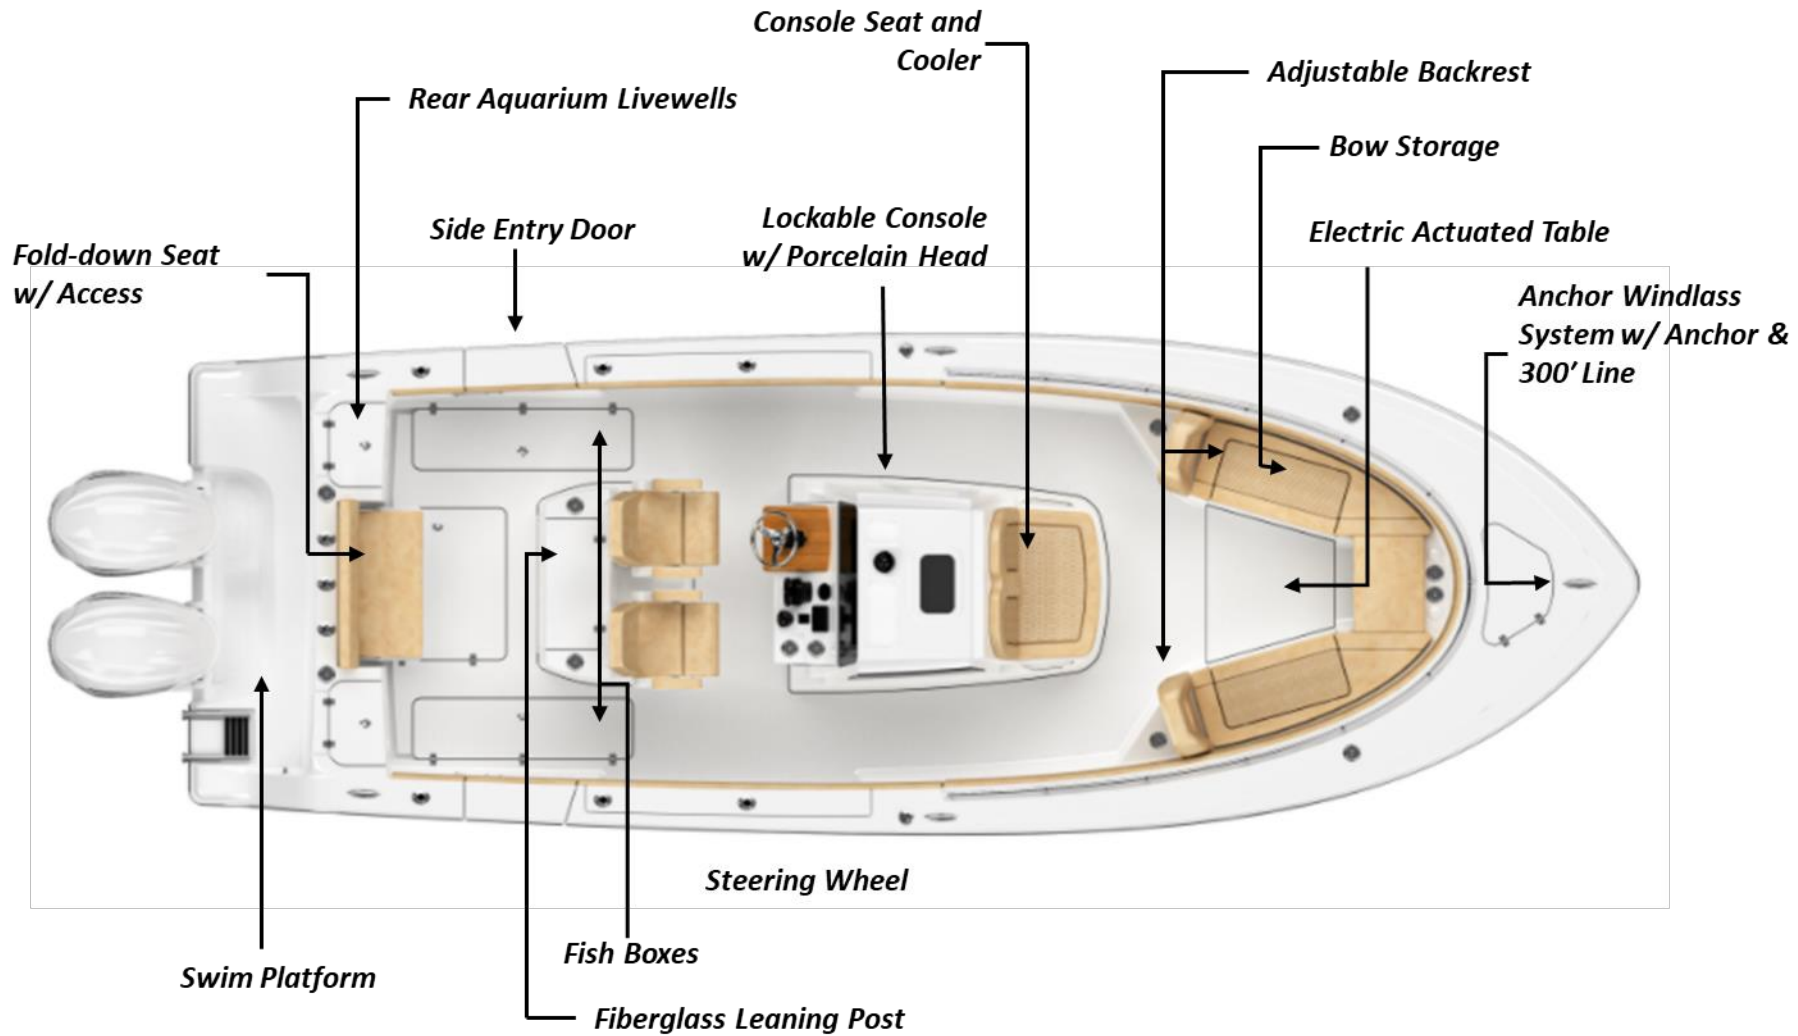 Console Seat and
Cooler
Adjustable Backrest
Rear Aquarium Livewells
Bow Storage
Lockable Console
w/ Porcelain Head
Side Entry Door
Electric Actuated Table
Fold-down Seat
w/ Access
Anchor Windlass
System w/ Anchor &
300’ Line
Steering Wheel
Fish Boxes
Swim Platform
Fiberglass Leaning Post